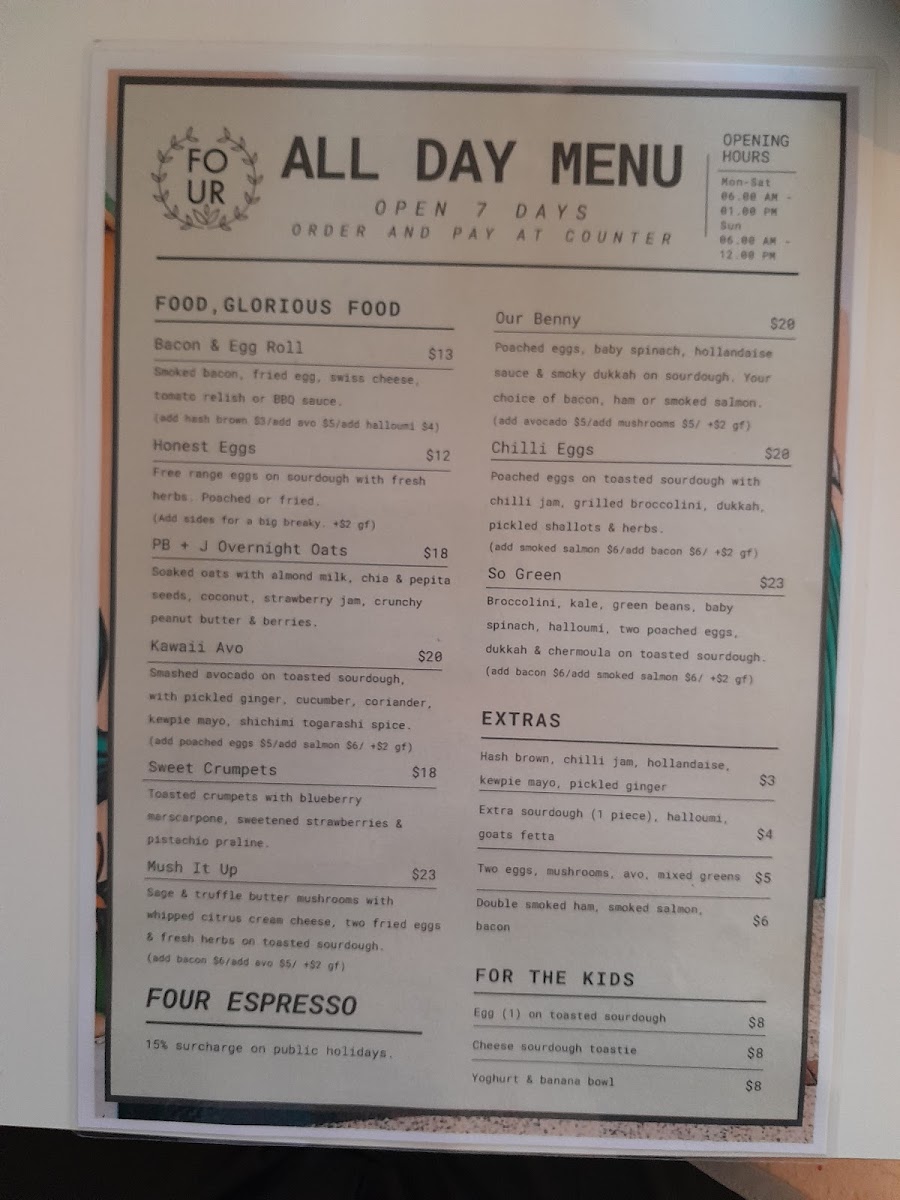 FO
UR
ALL DAY MENU
OPEN 7 DAYS
ORDER AND PAY AT COUNTER
OPENING
HOURS
Mon-Sat
06.00 AM -
01.00 PM
Sun
06.00 AM -
12.00 PM
FOOD,GLORIOUS FOOD
Bacon & Egg Roll $13
Smoked bacon, fried egg, swiss cheese,
tomato relish or BBQ sauce.
(add hash brown $3/add avo $5/add halloumi $4)
Honest Eggs $12
Free range eggs on sourdough with fresh
herbs. Poached or fried.
(Add sides for a big breaky. +$2 gf)
PB + J Overnight Oats $18
Soaked oats with almond milk, chia & pepita
seeds, coconut, strawberry jam, crunchy
peanut butter & berries.
Kawaii Avo $20
Smashed avocado on toasted sourdough,
with pickled ginger, cucumber, coriander,
kewpie mayo, shichimi togarashi spice.
(add poached eggs $5/add salmon $6/ +$2 gf)
Sweet Crumpets $18
Toasted crumpets with blueberry
marscarpone, sweetened strawberries &
pistachio praline.
Mush It Up $23
Sage & truffle butter mushrooms with
whipped citrus cream cheese, two fried eggs
& fresh herbs on toasted sourdough.
(add bacon $6/add avo $5/ +$2 gf)
FOUR ESPRESSO
15% surcharge on public holidays.
Our Benny $20
Poached eggs, baby spinach, hollandaise
sauce & smoky dukkah on sourdough. Your
choice of bacon, ham or smoked salmon.
(add avocado $5/add mushrooms $5/ +$2 gf)
Chilli Eggs $20
Poached eggs on toasted sourdough with
chilli jam, grilled broccolini, dukkah,
pickled shallots & herbs.
(add smoked salmon $6/add bacon $6/ +$2 gf)
So Green $23
Broccolini, kale, green beans, baby
spinach, halloumi, two poached eggs,
dukkah & chermoula on toasted sourdough.
(add bacon $6/add smoked salmon $6/ +$2 gf)
EXTRAS
Hash brown, chilli jam, hollandaise,
kewpie mayo, pickled ginger $3
Extra sourdough (1 piece), halloumi,
goats fetta $4
Two eggs, mushrooms, avo, mixed greens $5
Double smoked ham, smoked salmon,
bacon $6
FOR THE KIDS
Egg (1) on toasted sourdough $8
Cheese sourdough toastie $8
Yoghurt & banana bowl $8